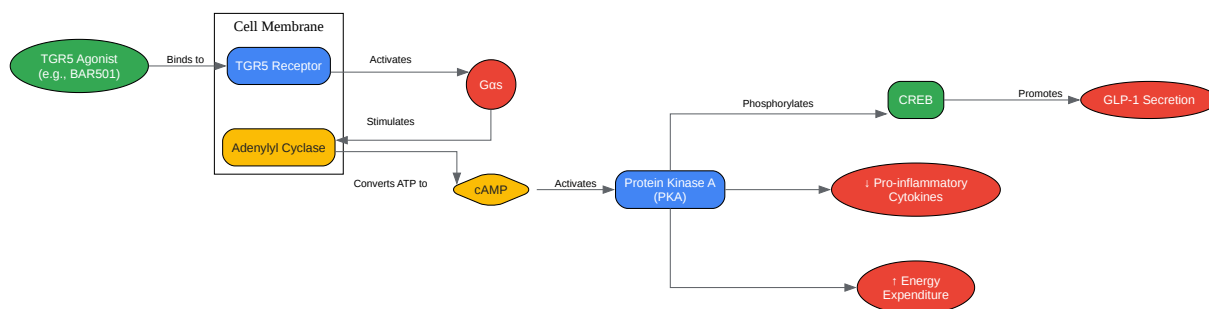 Cell Membrane
TGR5 Agonist
(e.g., BAR501)
Binds to
TGR5 Receptor
Activates
Gαs
Stimulates
Adenylyl Cyclase
Converts ATP to
cAMP
Activates
Protein Kinase A
(PKA)
Phosphorylates
CREB
Promotes
GLP-1 Secretion
↓ Pro-inflammatory
Cytokines
↑ Energy
Expenditure